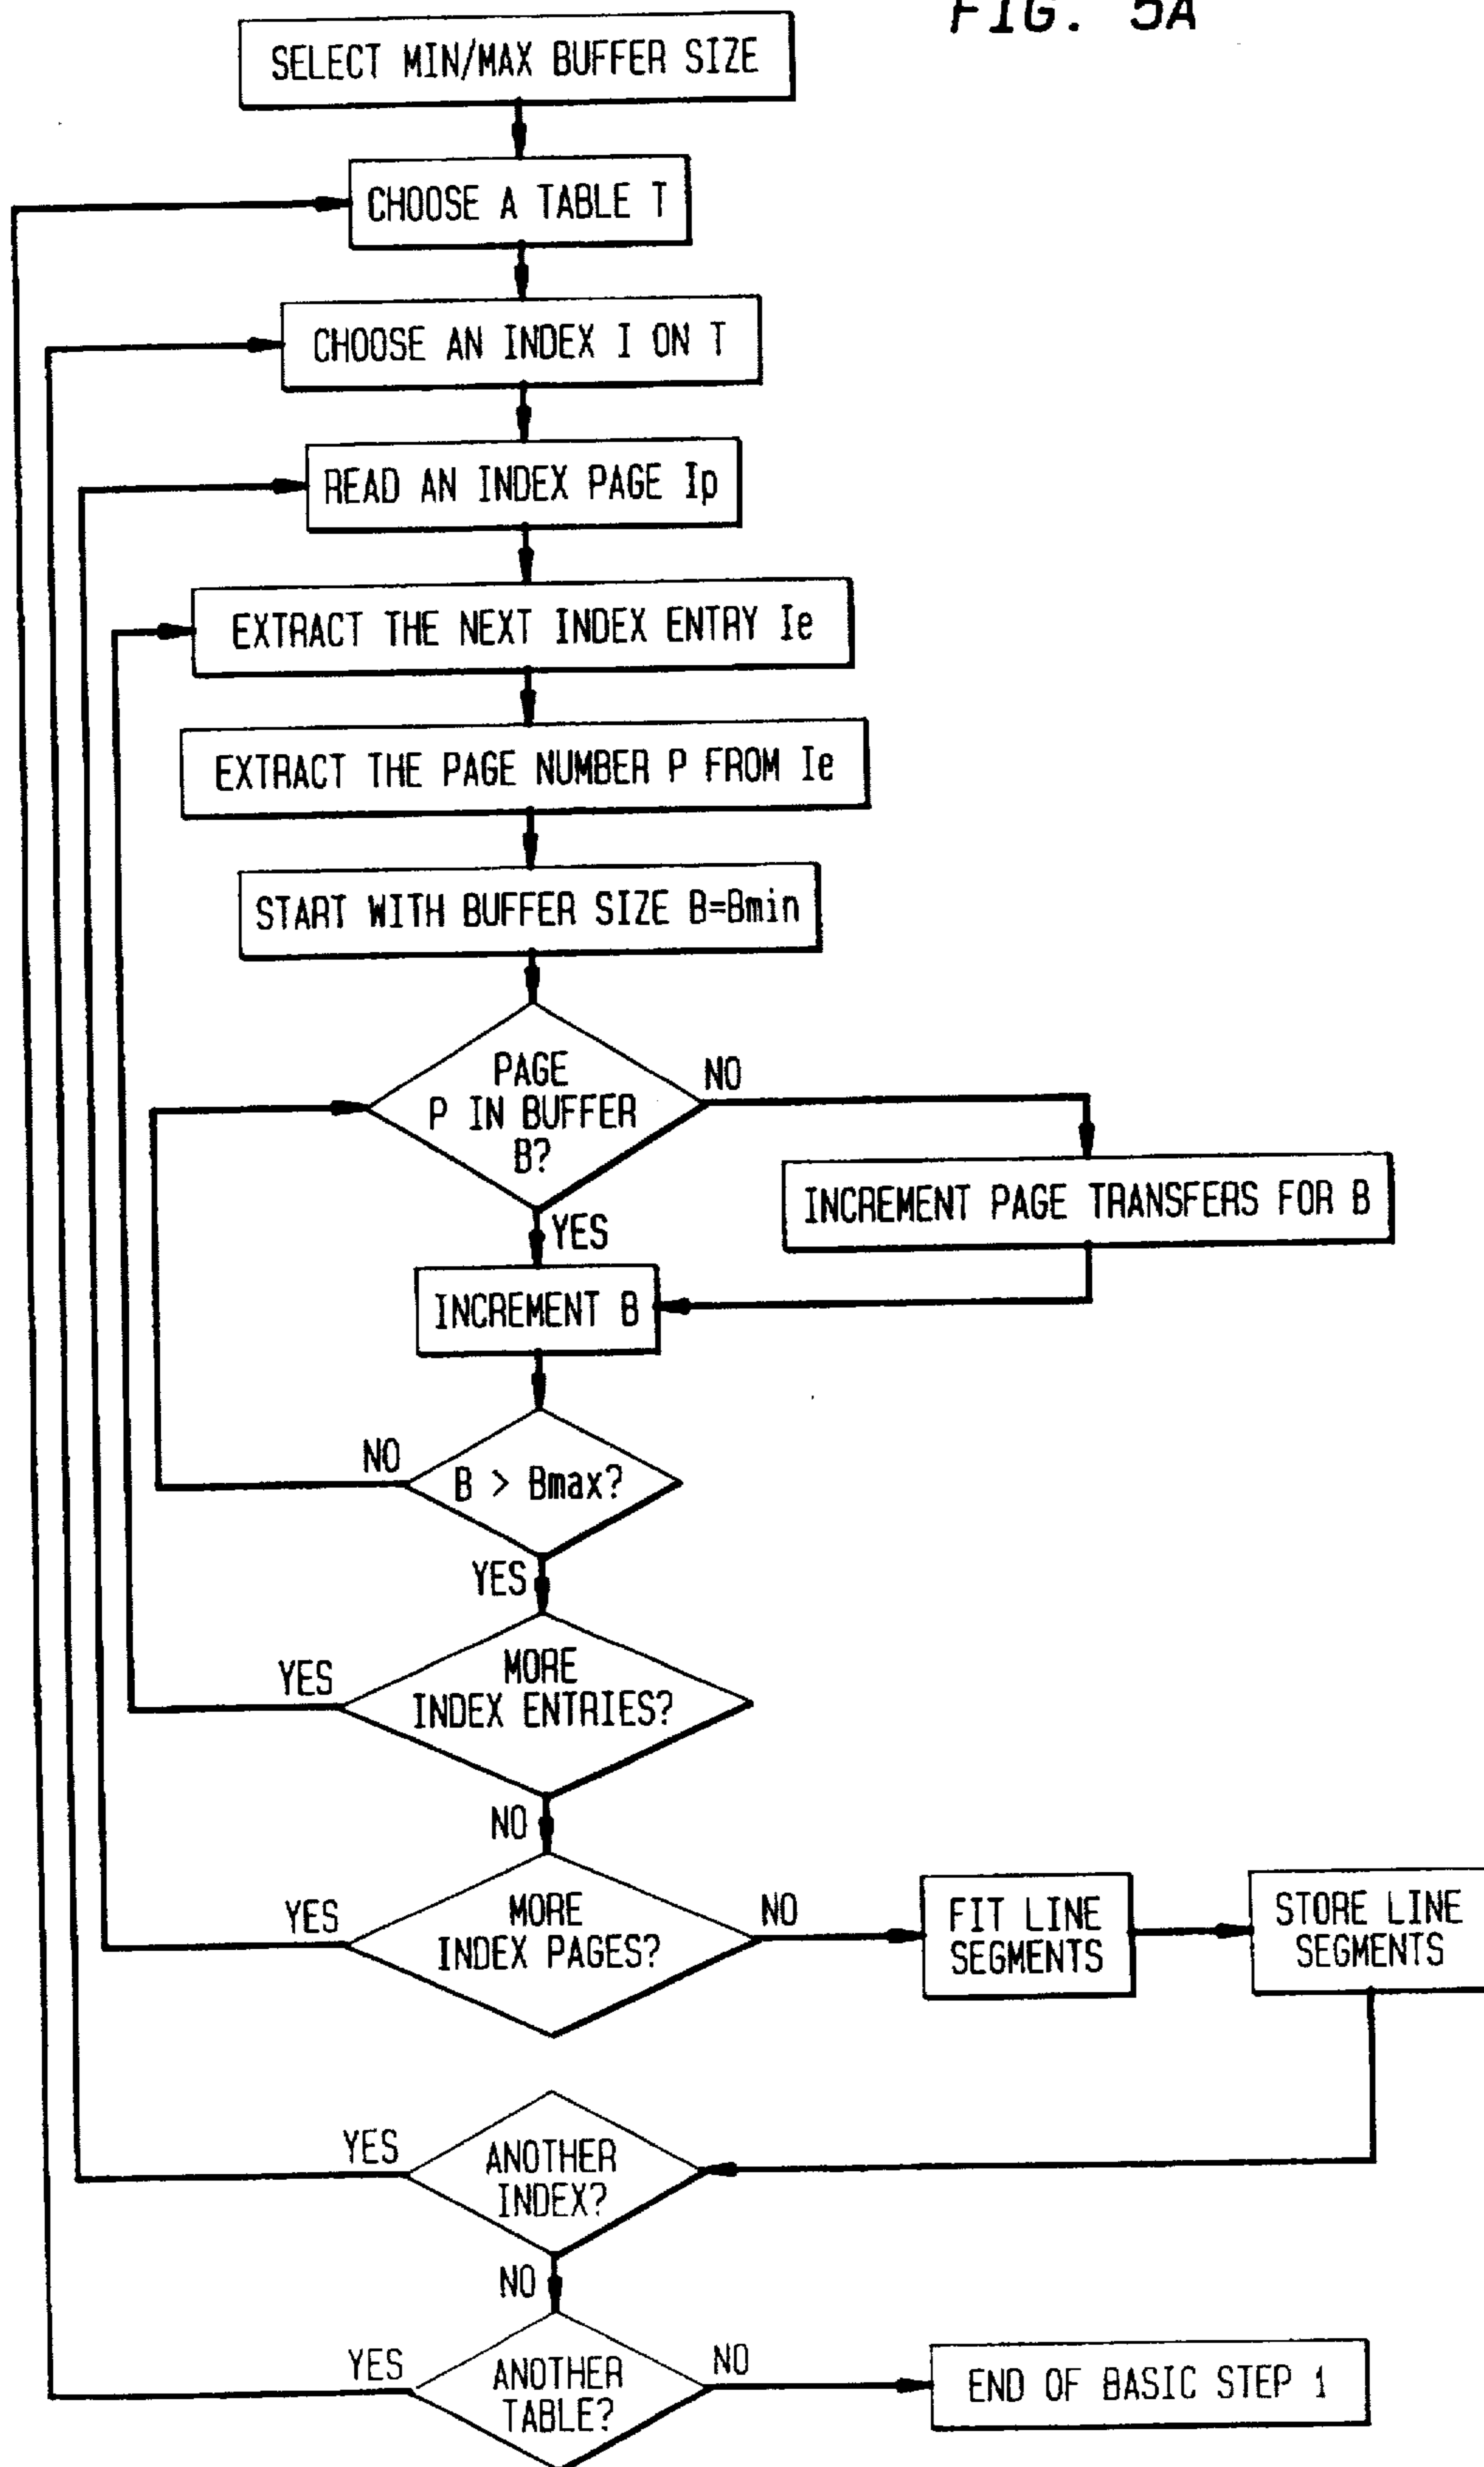 FIG. 5A
SELECT MIN/MAX BUFFER SIZE
CHOOSE A TABLE T
CHOOSE AN INDEX I ON T
READ AN INDEX PAGE Ip
EXTRACT THE NEXT INDEX ENTRY Ie
EXTRACT THE PAGE NUMBER P FROM Ie
START WITH BUFFER SIZE B=Bmin
PAGE
P IN BUFFER
B?
NO
INCREMENT PAGE TRANSFERS FOR B
YES
INCREMENT B
NO
B > Bmax?
YES
YES
MORE
INDEX ENTRIES?
NO
YES
MORE
INDEX PAGES?
NO
FIT LINE
SEGMENTS
STORE LINE
SEGMENTS
YES
ANOTHER
INDEX?
NO
YES
ANOTHER
TABLE?
NO
END OF BASIC STEP 1